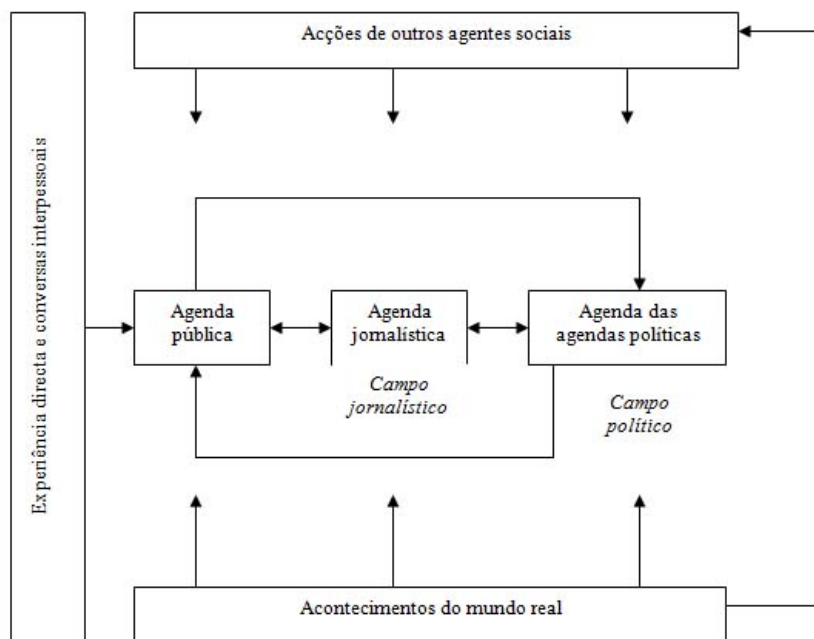 Acções de outros agentes sociais
Experiência directa e conversas interpessoais
Agenda
pública
Agenda
jornalística
Agenda das
agendas políticas
Campo
jornalístico
Campo
político
Acontecimentos do mundo real